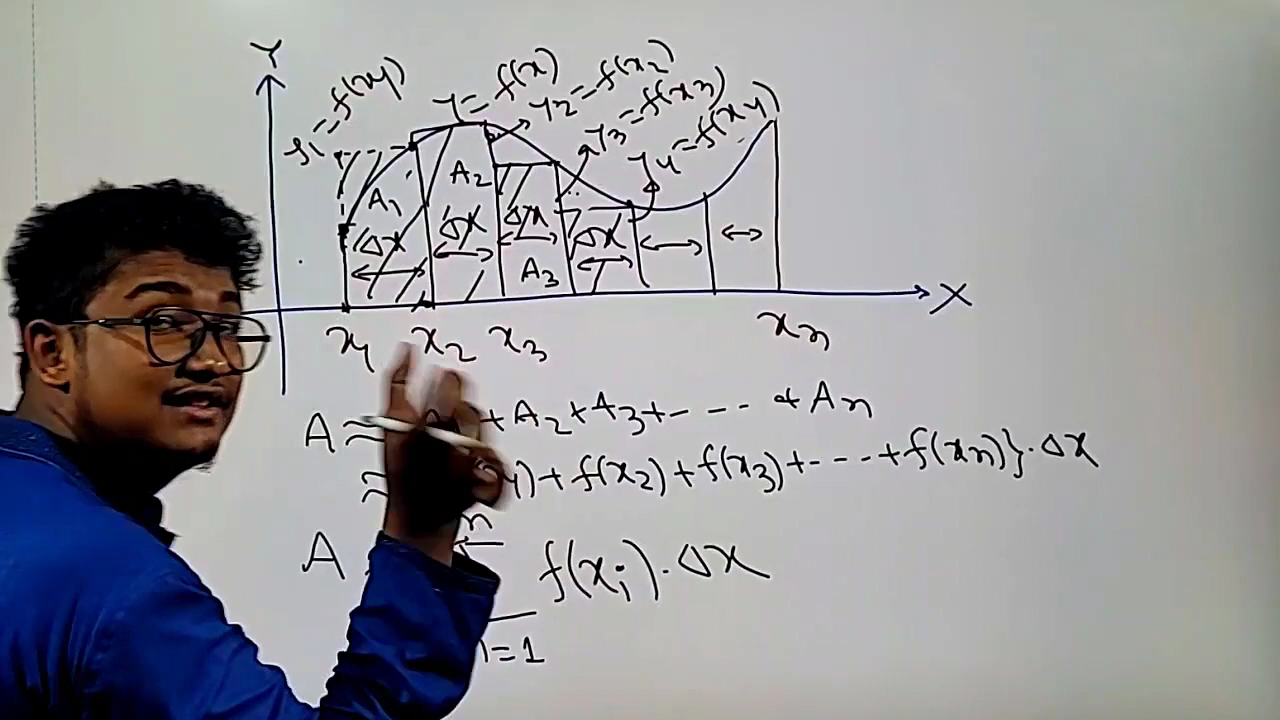 Y
y1=f(x1)
y=f(x)
y2=f(x2)
y3=f(x3)
y4=f(x4)
A1
A2
A3
Δx
Δx
Δx
Δx
X
x1
x2
x3
xn
A≈ +A2+A3+---- +An
≈ )+f(x2)+f(x3)+----+f(xn)}.Δx
A
n
f(xi).Δx
=1